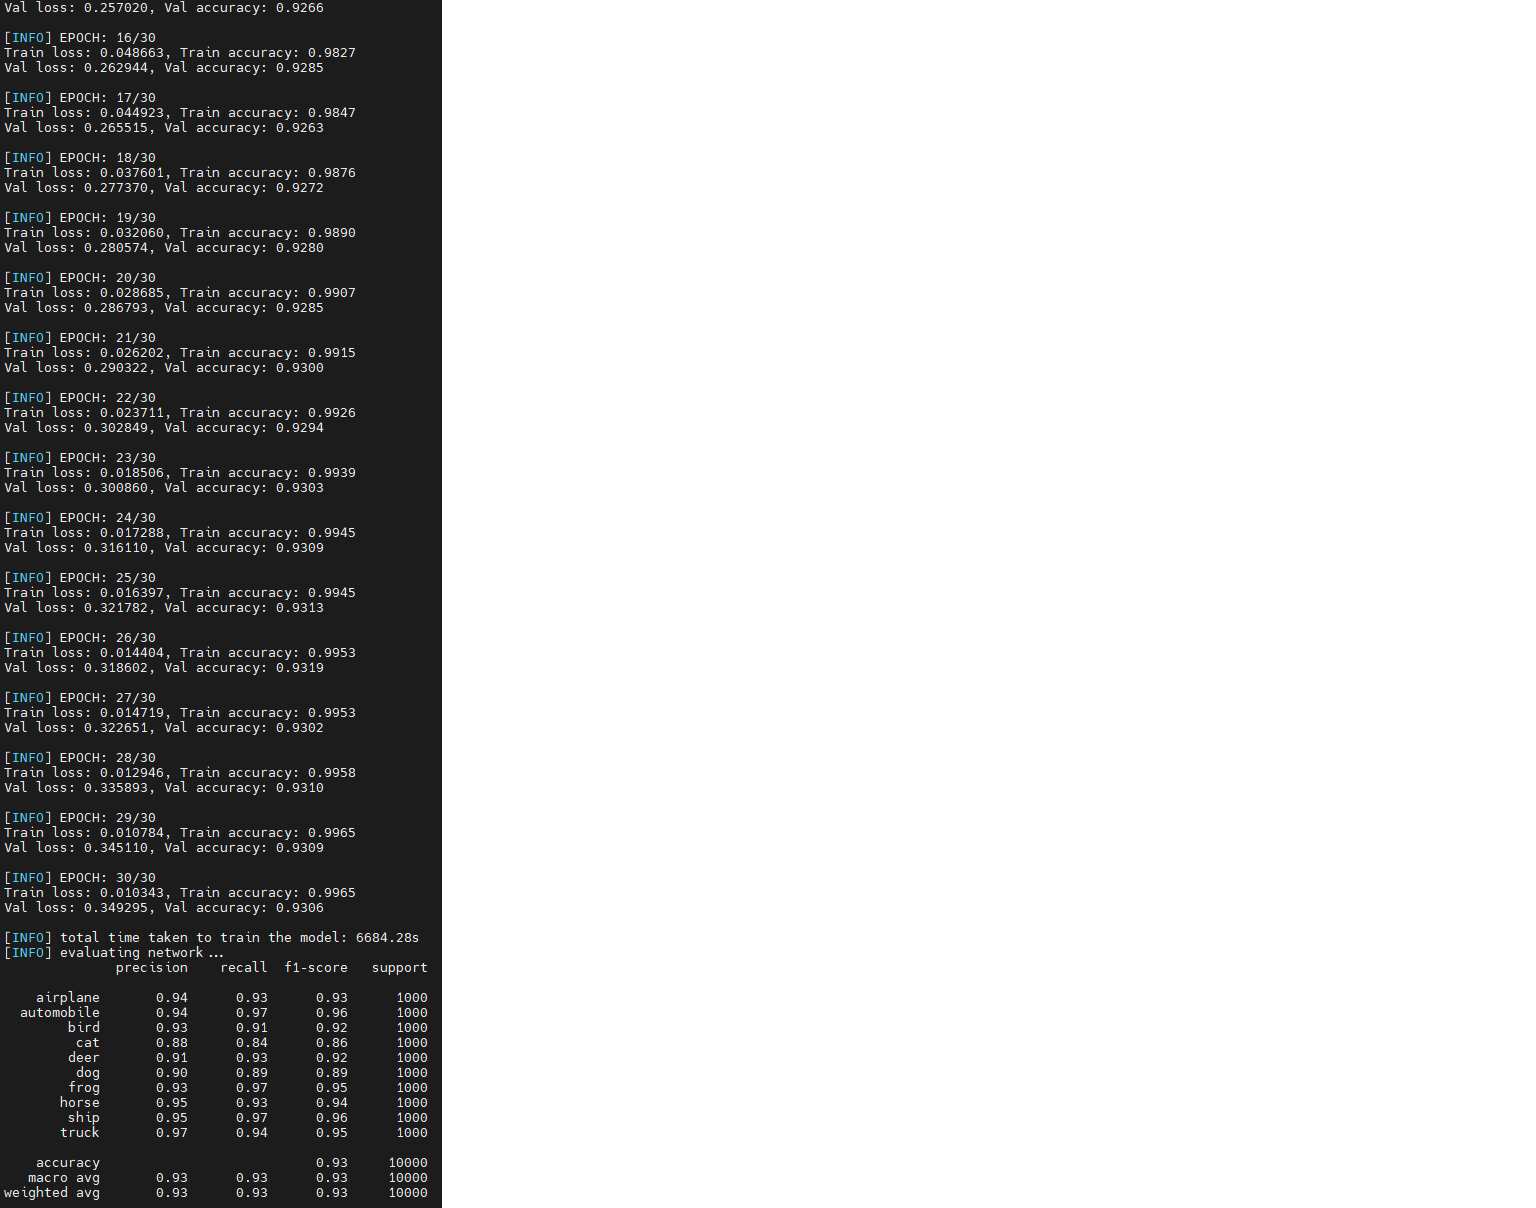 Val loss: 0.257020, Val accuracy: 0.9266
[INFO] EPOCH: 16/30
Train loss: 0.048663, Train accuracy: 0.9827
Val loss: 0.262944, Val accuracy: 0.9285
[INFO] EPOCH: 17/30
Train loss: 0.044923, Train accuracy: 0.9847
Val loss: 0.265515, Val accuracy: 0.9263
[INFO] EPOCH: 18/30
Train loss: 0.037601, Train accuracy: 0.9876
Val loss: 0.277370, Val accuracy: 0.9272
[INFO] EPOCH: 19/30
Train loss: 0.032060, Train accuracy: 0.9890
Val loss: 0.280574, Val accuracy: 0.9280
[INFO] EPOCH: 20/30
Train loss: 0.028685, Train accuracy: 0.9907
Val loss: 0.286793, Val accuracy: 0.9285
[INFO] EPOCH: 21/30
Train loss: 0.026202, Train accuracy: 0.9915
Val loss: 0.290322, Val accuracy: 0.9300
[INFO] EPOCH: 22/30
Train loss: 0.023711, Train accuracy: 0.9926
Val loss: 0.302849, Val accuracy: 0.9294
[INFO] EPOCH: 23/30
Train loss: 0.018506, Train accuracy: 0.9939
Val loss: 0.300860, Val accuracy: 0.9303
[INFO] EPOCH: 24/30
Train loss: 0.017288, Train accuracy: 0.9945
Val loss: 0.316110, Val accuracy: 0.9309
[INFO] EPOCH: 25/30
Train loss: 0.016397, Train accuracy: 0.9945
Val loss: 0.321782, Val accuracy: 0.9313
[INFO] EPOCH: 26/30
Train loss: 0.014404, Train accuracy: 0.9953
Val loss: 0.318602, Val accuracy: 0.9319
[INFO] EPOCH: 27/30
Train loss: 0.014719, Train accuracy: 0.9953
Val loss: 0.322651, Val accuracy: 0.9302
[INFO] EPOCH: 28/30
Train loss: 0.012946, Train accuracy: 0.9958
Val loss: 0.335893, Val accuracy: 0.9310
[INFO] EPOCH: 29/30
Train loss: 0.010784, Train accuracy: 0.9965
Val loss: 0.345110, Val accuracy: 0.9309
[INFO] EPOCH: 30/30
Train loss: 0.010343, Train accuracy: 0.9965
Val loss: 0.349295, Val accuracy: 0.9306
[INFO] total time taken to train the model: 6684.28s
[INFO] evaluating network...
precision recall f1-score support
airplane 0.94 0.93 0.93 1000
automobile 0.94 0.97 0.96 1000
bird 0.93 0.91 0.92 1000
cat 0.88 0.84 0.86 1000
deer 0.91 0.93 0.92 1000
dog 0.90 0.89 0.89 1000
frog 0.93 0.97 0.95 1000
horse 0.95 0.93 0.94 1000
ship 0.95 0.97 0.96 1000
truck 0.97 0.94 0.95 1000
accuracy 0.93 10000
macro avg 0.93 0.93 0.93 10000
weighted avg 0.93 0.93 0.93 10000